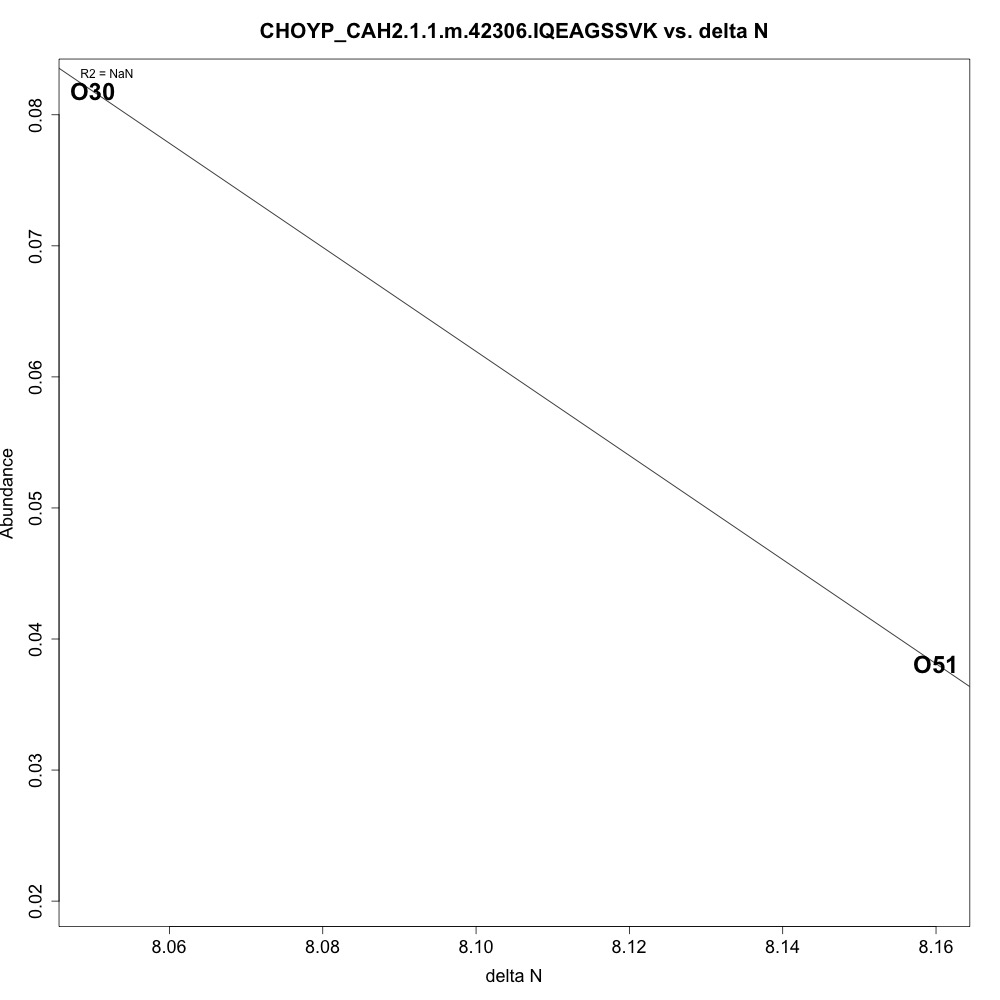 CHOYP_CAH2.1.1.m.42306.IQEAGSSVK vs. delta N
R2 = NaN
O30
0.08
0.07
0.06
0.05
0.04
0.03
0.02
Abundance
O51
8.06 8.08 8.10 8.12 8.14 8.16
delta N